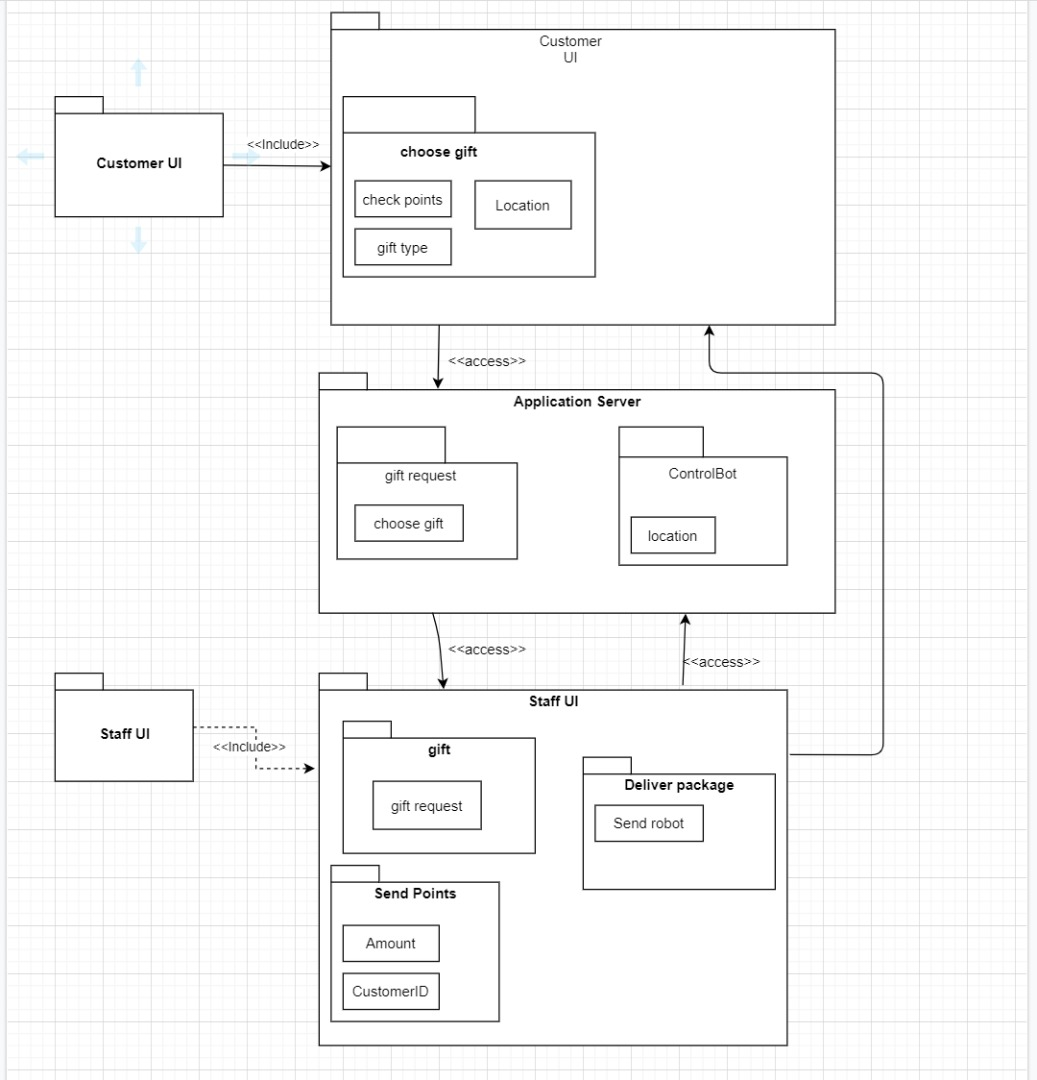 Customer
UI
Customer UI
<<Include>>
choose gift
check points
Location
gift type
<<access>>
Application Server
gift request
choose gift
ControlBot
location
<<access>>
<<access>>
Staff UI
<<Include>>
Staff UI
gift
gift request
Deliver package
Send robot
Send Points
Amount
CustomerID